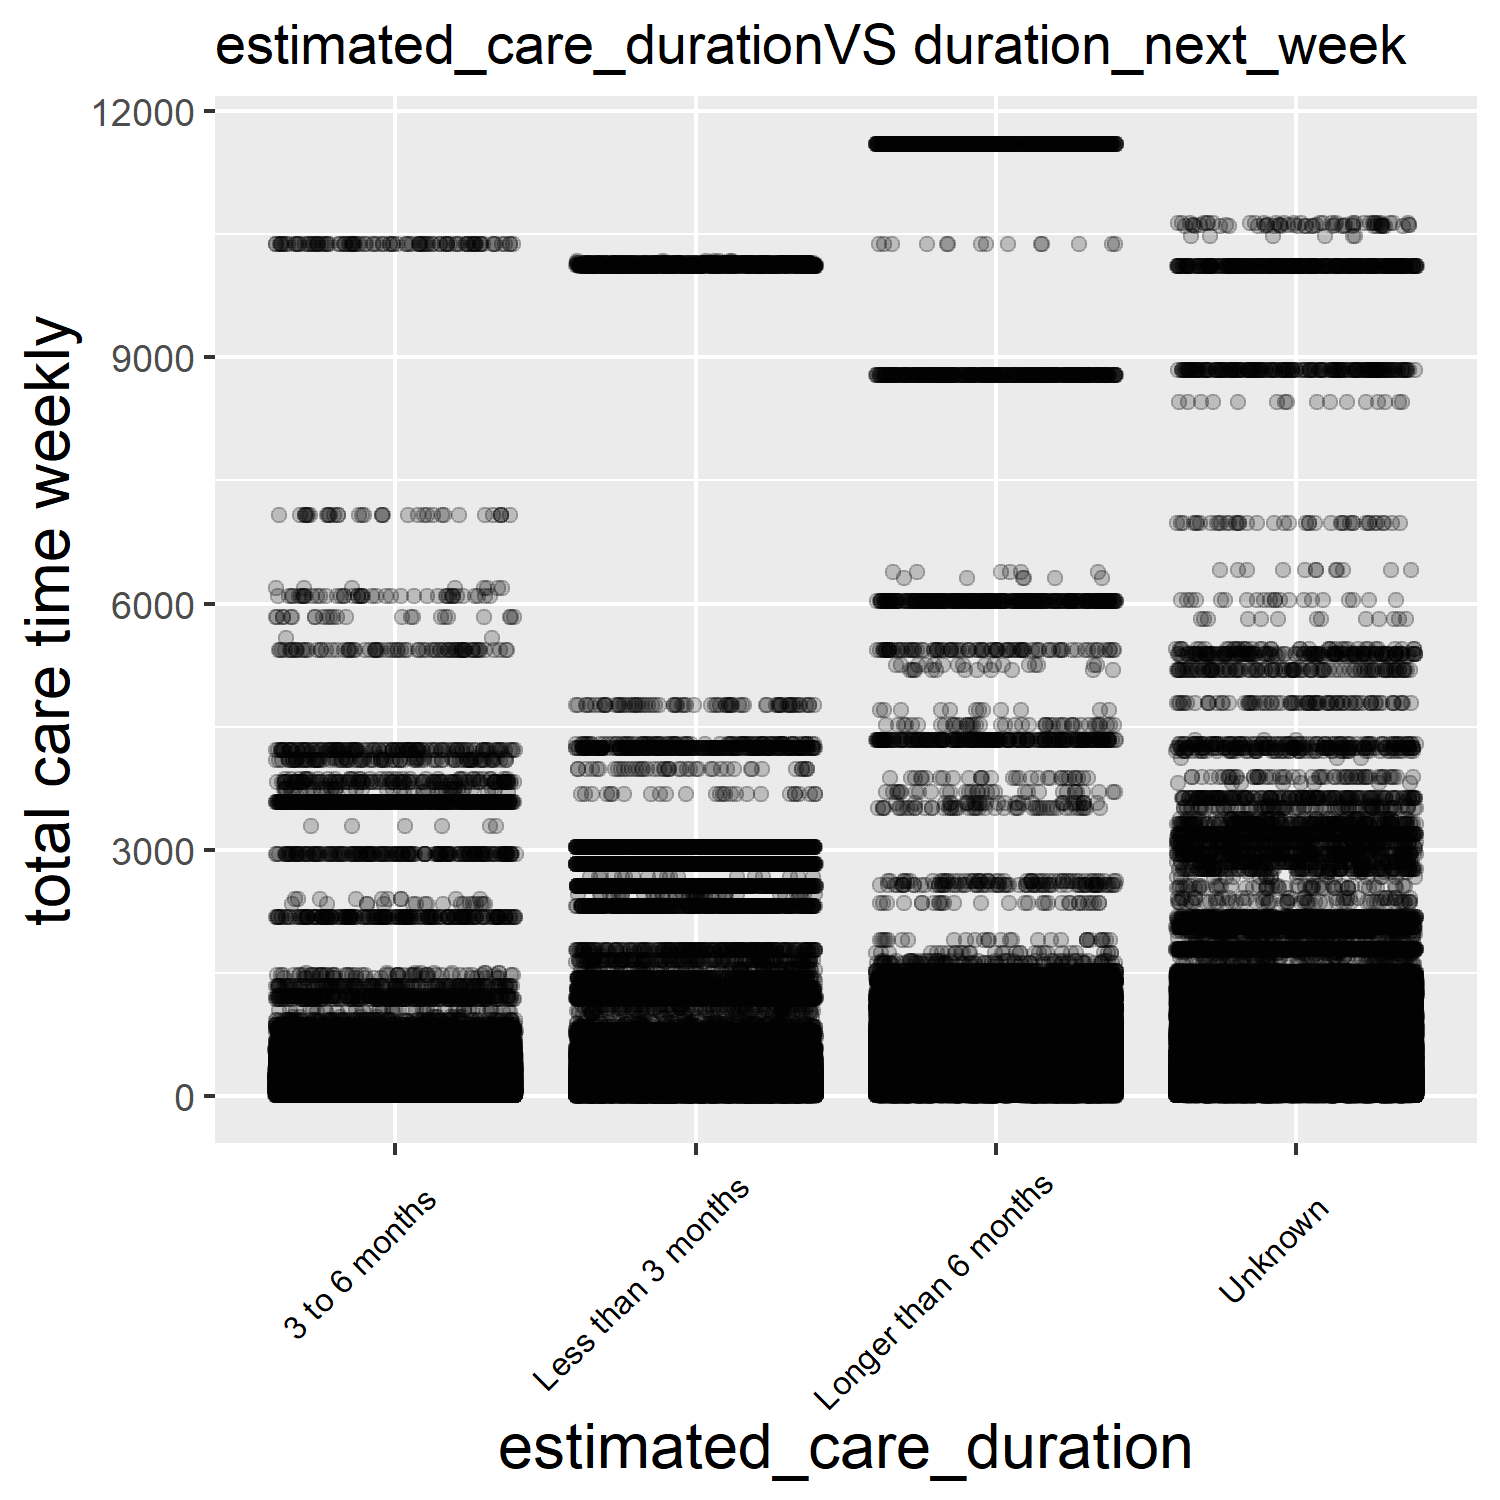 estimated_care_durationVS duration_next_week
12000
9000
6000
3000
0
total care time weekly
3 to 6 months
Less than 3 months
Longer than 6 months
Unknown
estimated_care_duration